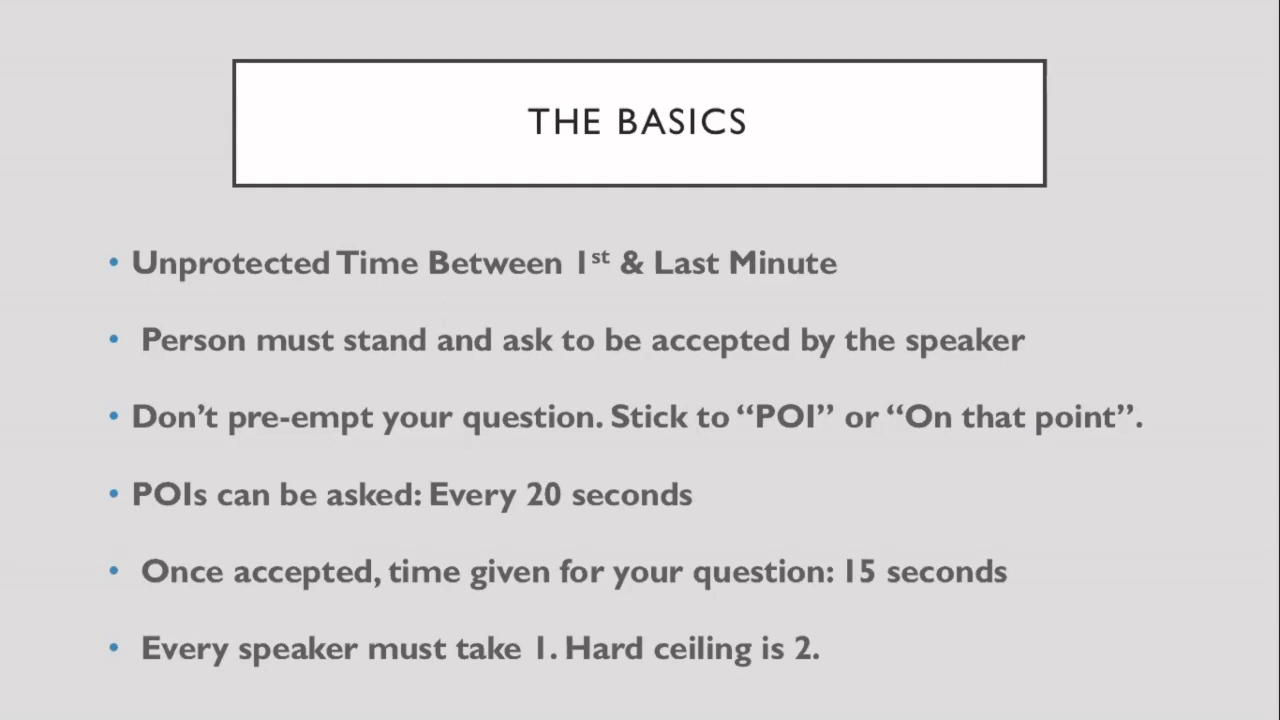 THE BASICS
• Unprotected Time Between 1st & Last Minute
• Person must stand and ask to be accepted by the speaker
• Don’t pre-empt your question. Stick to “POI” or “On that point”.
• POIs can be asked: Every 20 seconds
• Once accepted, time given for your question: 15 seconds
• Every speaker must take 1. Hard ceiling is 2.